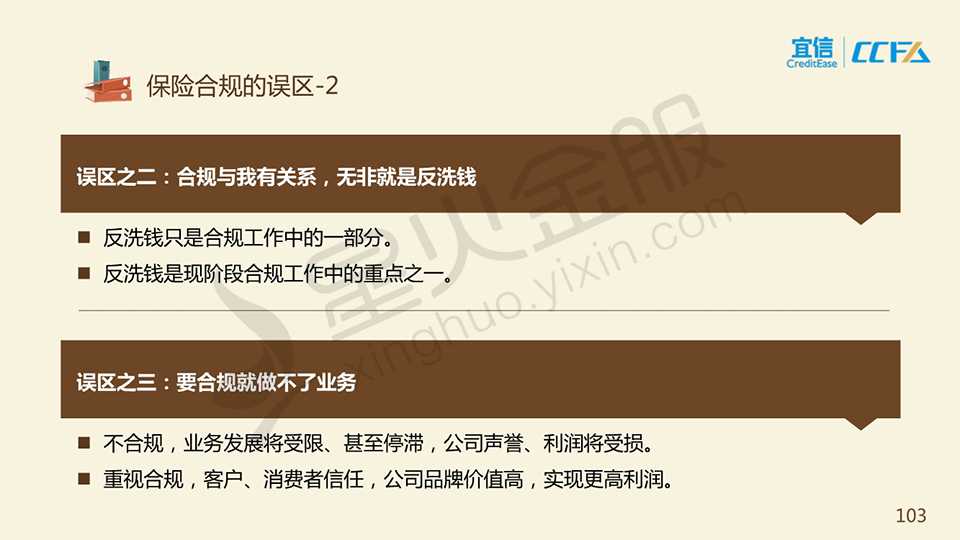 宜信
CreditEase
CCFA
保险合规的误区-2
误区之二：合规与我有关系，无非就是反洗钱
■ 反洗钱只是合规工作中的一部分。
■ 反洗钱是现阶段合规工作中的重点之一。
误区之三：要合规就做不了业务
■ 不合规，业务发展将受限、甚至停滞，公司声誉、利润将受损。
■ 重视合规，客户、消费者信任，公司品牌价值高，实现更高利润。
星火金服
xinghuo.yixin.com
103